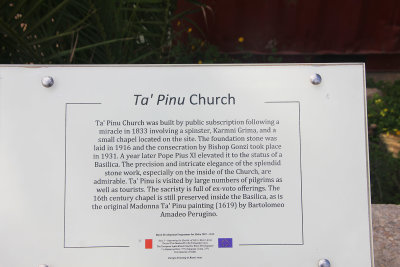 Ta' Pinu Church
Ta' Pinu Church was built by public subscription following a
miracle in 1833 involving a spinster, Karmni Grima, and a
small chapel located on the site. The foundation stone was
laid in 1916 and the consecration by Bishop Gonzi took place
in 1931. A year later Pope Pius XI elevated it to the status of a
Basilica. The precision and intricate elegance of the splendid
stone work, especially on the inside of the Church, are
admirable. Ta' Pinu is visited by large numbers of pilgrims as
well as tourists. The sacristy is full of ex-voto offerings. The
16th century chapel is still preserved inside the Basilica, as is
the original Madonna Ta' Pinu painting (1619) by Bartolomeo
Amadeo Perugino.